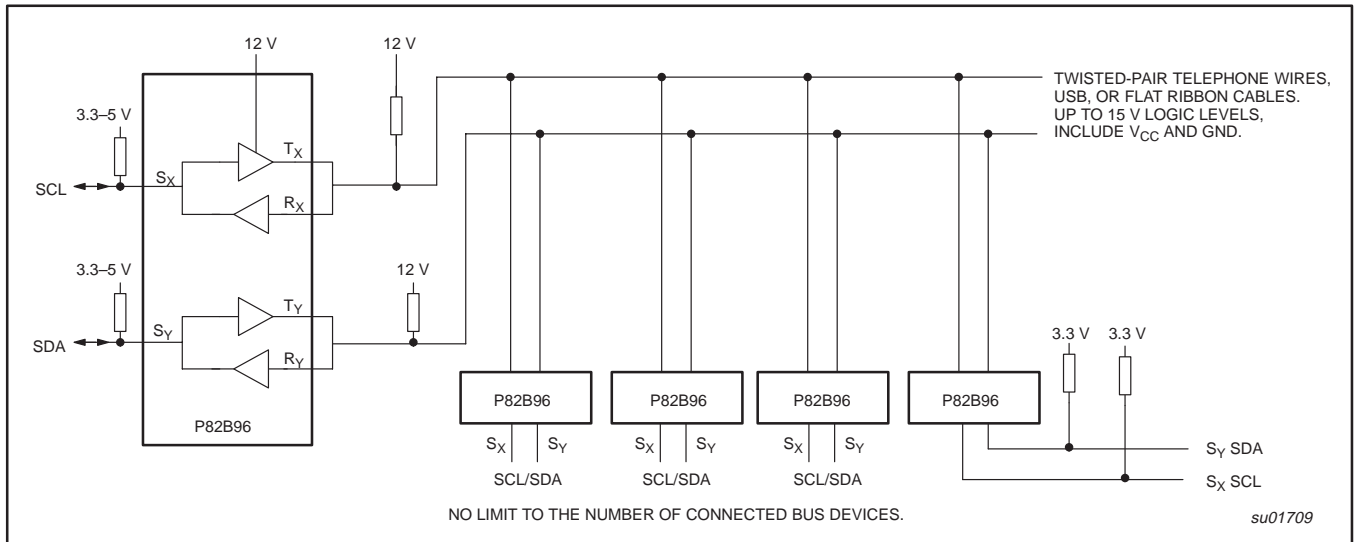 12 V
12 V
TWISTED-PAIR TELEPHONE WIRES,
USB, OR FLAT RIBBON CABLES.
UP TO 15 V LOGIC LEVELS,
INCLUDE VCC AND GND.
3.3–5 V
TX
SX
SCL
RX
3.3–5 V
12 V
TY
SY
SDA
RY
3.3 V
3.3 V
P82B96
P82B96
P82B96
P82B96
P82B96
SX SY
SX SY
SX SY
SY SDA
SCL/SDA
SCL/SDA
SCL/SDA
SX SCL
NO LIMIT TO THE NUMBER OF CONNECTED BUS DEVICES.
su01709